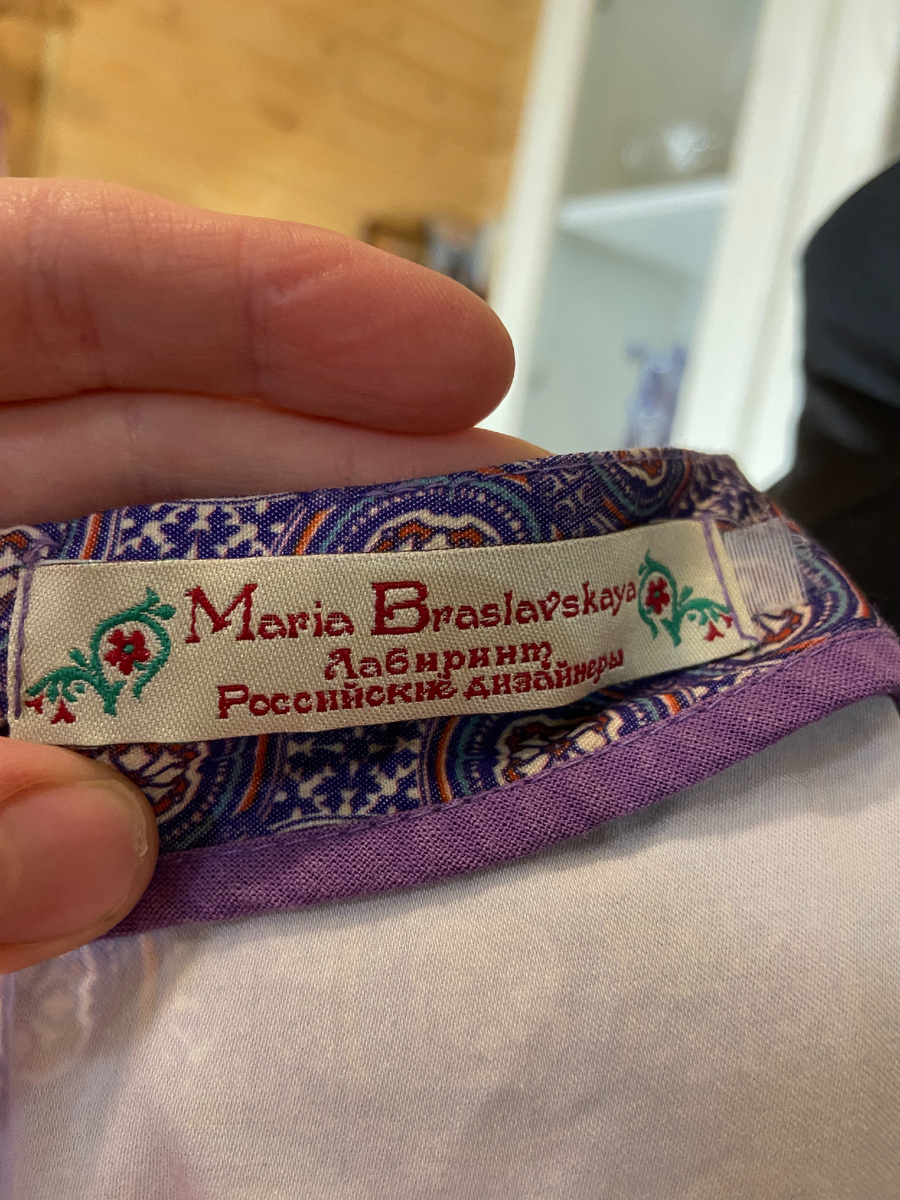 Maria Braslavskaya
Лабиринт
Российские дизайнеры